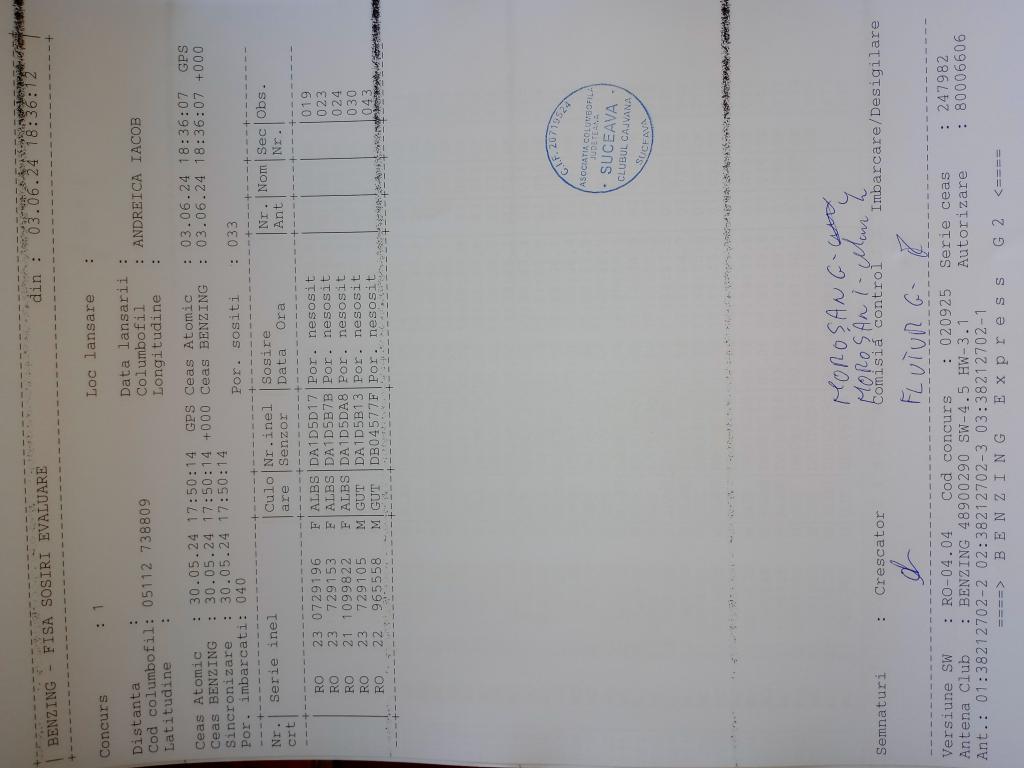 | BENZING - FISA SOSIRI EVALUARE din : 03.06.24 18:36:12 |
Concurs : 1 Loc lansare :
Distanta : Data lansarii :
Cod columbofil: 05112 738809 Columbofil : ANDREICA IACOB
Latitudine : Longitudine :
Ceas Atomic : 30.05.24 17:50:14 GPS Ceas Atomic : 03.06.24 18:36:07 GPS
Ceas BENZING : 30.05.24 17:50:14 +000 Ceas BENZING : 03.06.24 18:36:07 +000
Sincronizare : 30.05.24 17:50:14
Por. imbarcati: 040 Por.sositi : 033
Nr.| Serie inel |Culo|Nr.inel |Sosire |Nr.|Nom|Sec|Obs.
crt| |are |Senzor |Data Ora |Ant| |Nr.|
RO 23 0729196 F ALBS|DA1D5D17|Por. nesosit | | | |019
RO 23 729153 F ALBS|DA1D5B7B|Por. nesosit | | | |023
RO 21 1099822 F ALBS|DA1D5DA8|Por. nesosit | | | |024
RO 23 729105 M GUT |DA1D5B13|Por. nesosit | | | |030
RO 22 965558 M GUT |DB04577F|Por. nesosit | | | |043
C.I.F. 20719524
ASOCIATIA COLUMBOFILA
JUDETEANA
• SUCEAVA •
CLUBUL CAJVANA
SUCEAVA
MOROȘAN G-
MOROȘAN I-
Semnaturi : Crescator Comisia control Imbarcare/Desigilare
FLUTUR G-
Versiune SW : RO-04.04 Cod concurs : 020925 Serie ceas : 247982
Antena Club : BENZING 48900290 SW-4.5 HW-3.1 Autorizare : 80006606
Ant.: 01:38212702-2 02:38212702-3 03:38212702-1
====> B E N Z I N G E x p r e s s G 2 <====